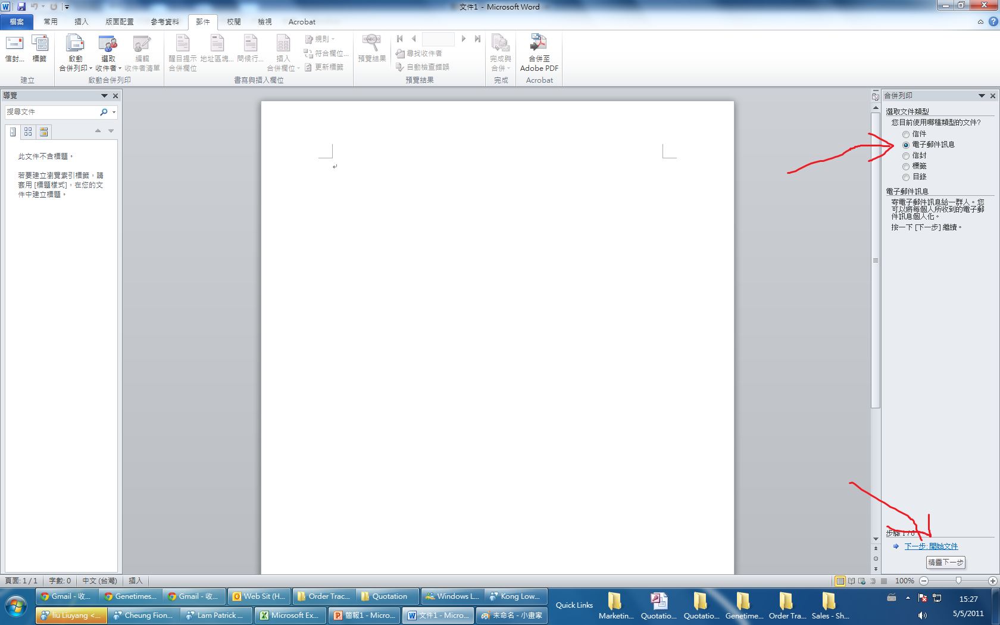 文件1 - Microsoft Word
檔案 常用 插入 版面配置 參考資料 郵件 校閱 檢視 Acrobat
信封... 標籤
建立
啟動 合併列印
選取 收件者
編輯 收件者清單
啟動合併列印
醒目提示 合併欄位
地址區塊...
問候行...
插入 合併欄位
規則
符合欄位...
更新標籤
書寫與插入欄位
ABC
預覽結果
尋找收件者
自動檢查錯誤
預覽結果
完成與 合併
完成
合併至 Adobe PDF
Acrobat
導覽
搜尋文件
此文件不含標題。
若要建立瀏覽索引標籤，請
套用 [標題樣式]，在您的文
件中建立標題。
合併列印
選取文件類型
您目前使用哪種類型的文件?
信件
電子郵件訊息
信封
標籤
目錄
電子郵件訊息
寄電子郵件訊息給一群人。您
可以將每個人所收到的電子郵
件訊息個人化。
按一下 [下一步] 繼續。
步驟 1 /
下一步: 開始文件
精靈下一步
頁面: 1 / 1 字數: 0 中文 (台灣) 插入 100%
Gmail - 收... Genetimes... Gmail - 收... Web Sit (H... Order Trac... Quotation Windows L... Kong Low...
liu Liuyang <... Cheung Fion... Lam Patrick ... Microsoft Ex... 簡報1 - Micro... 文件1 - Micro... 未命名 - 小畫家
Quick Links
Marketin... Quotatio... Quotatio... Genetime... Order Tra... Sales - Sh...
15:27
5/5/2011